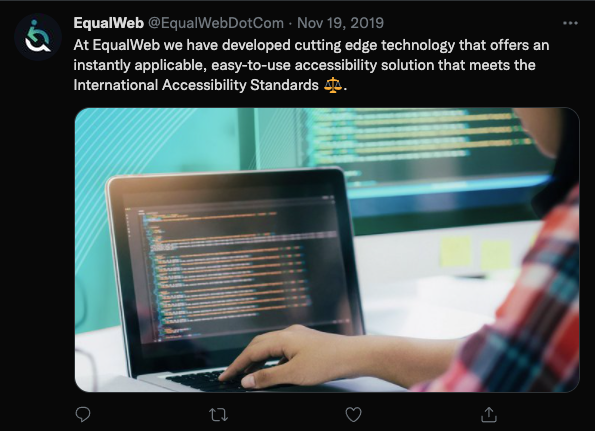 EqualWeb @EqualWebDotCom · Nov 19, 2019
At EqualWeb we have developed cutting edge technology that offers an
instantly applicable, easy-to-use accessibility solution that meets the
International Accessibility Standards ⚖️.